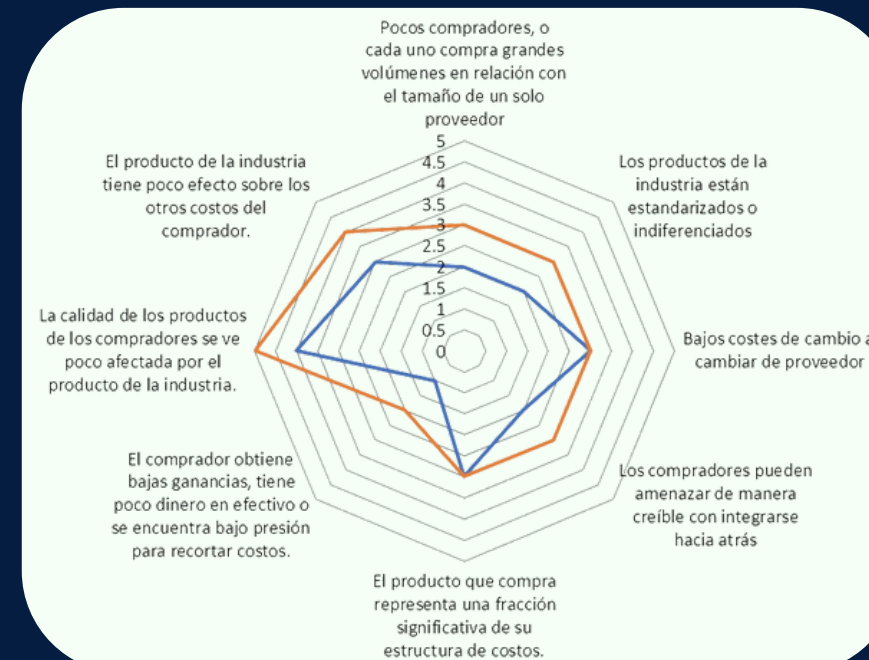 Pocos compradores, o
cada uno compra grandes
volúmenes en relación con
el tamaño de un solo
proveedor
Los productos de la
industria están
estandarizados o
indiferenciados
Bajos costes de cambio a
cambiar de proveedor
Los compradores pueden
amenazar de manera
creíble con integrarse
hacia atrás
El producto que compra
representa una fracción
significativa de su
estructura de costos.
El comprador obtiene
bajas ganancias, tiene
poco dinero en efectivo o
se encuentra bajo presión
para recortar costos.
La calidad de los productos
de los compradores se ve
poco afectada por el
producto de la industria.
El producto de la industria
tiene poco efecto sobre los
otros costos del
comprador.
5
4.5
4
3.5
3
2.5
2
1.5
1
0.5
0